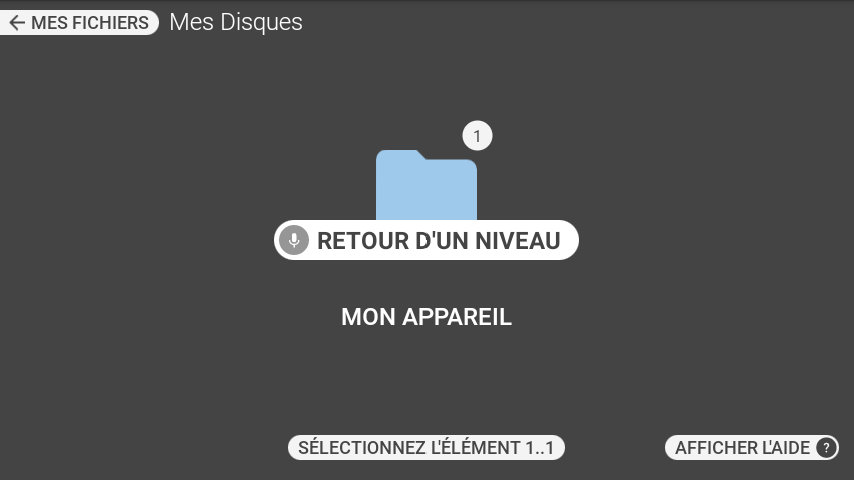 MES FICHIERS Mes Disques
1
RETOUR D'UN NIVEAU
MON APPAREIL
SÉLECTIONNEZ L'ÉLÉMENT 1..1
AFFICHER L'AIDE ?